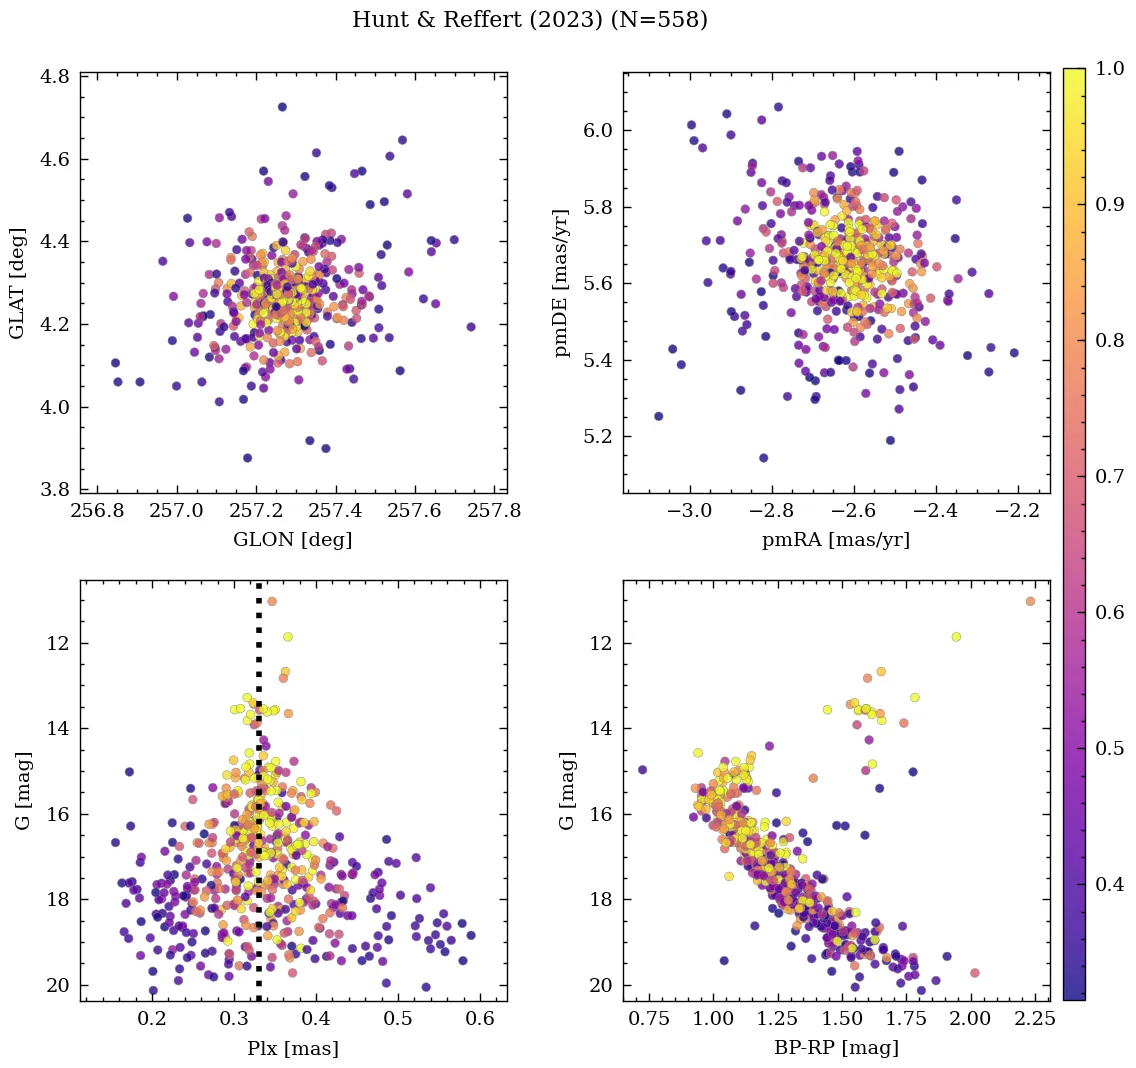 Hunt & Reffert (2023) (N=558)
4.8
4.6
4.4
4.2
4.0
3.8
GLAT [deg]
256.8 257.0 257.2 257.4 257.6 257.8
GLON [deg]
6.0
5.8
5.6
5.4
5.2
pmDE [mas/yr]
−3.0 −2.8 −2.6 −2.4 −2.2
pmRA [mas/yr]
1.0
0.9
0.8
0.7
0.6
0.5
0.4
12
14
16
18
20
G [mag]
0.2 0.3 0.4 0.5 0.6
Plx [mas]
12
14
16
18
20
G [mag]
0.75 1.00 1.25 1.50 1.75 2.00 2.25
BP-RP [mag]